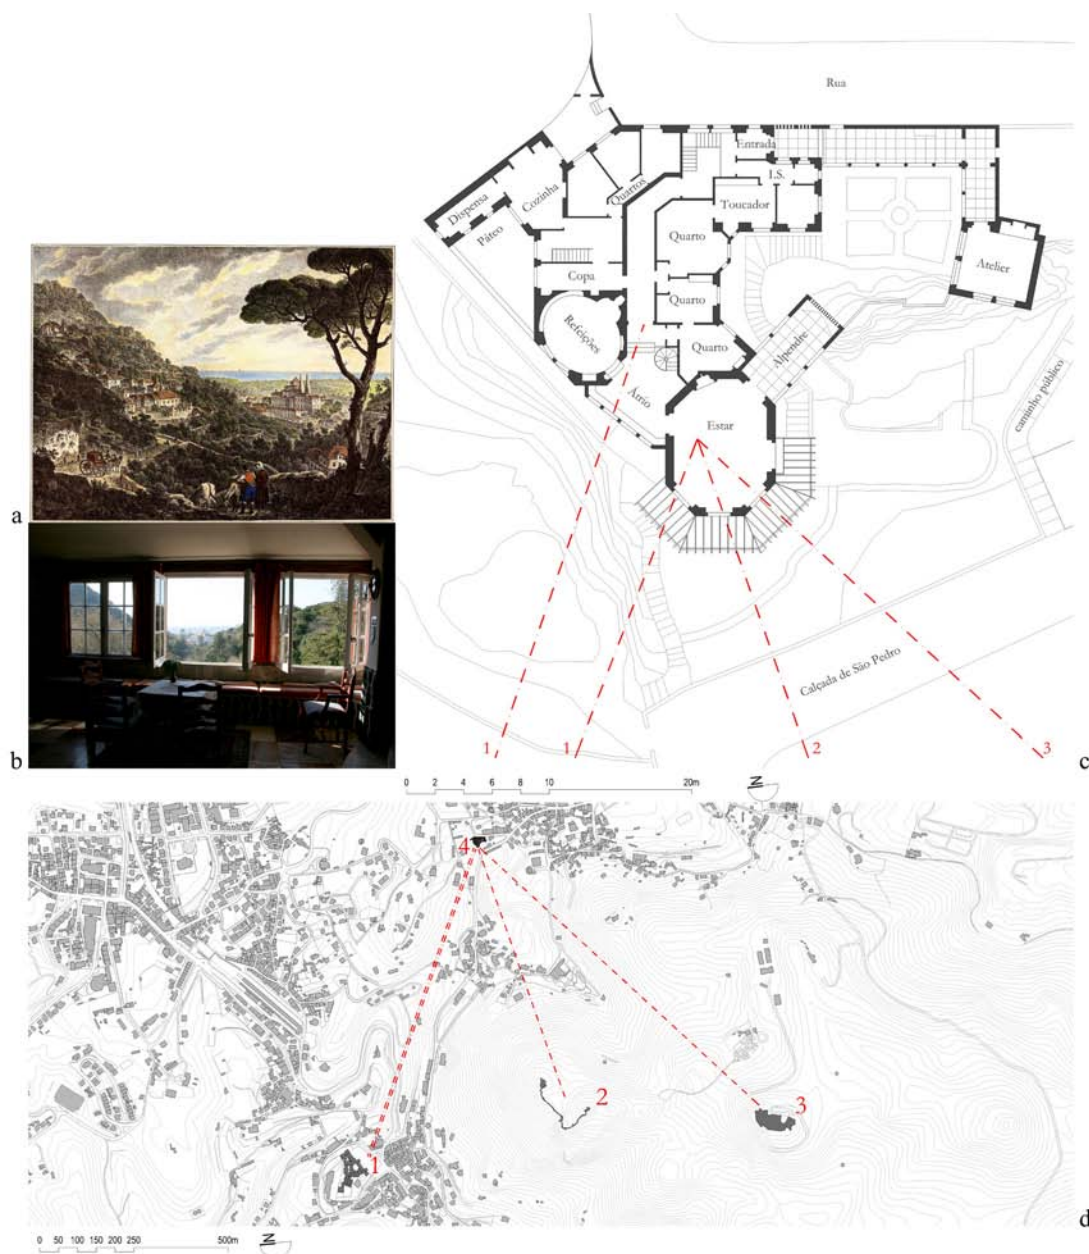 Rua
Entrada
I.S.
Quartos
Toucador
Cozinha
Dispensa
Páteo
Quarto
Atelier
Copa
Quarto
Refeições
Quarto
Alpendre
Átrio
Estar
caminho público
Calçada de São Pedro
a
b
1
1
2
3
c
0 2 4 6 8 10 20m
N
4
2
3
1
d
0 50 100 150 200 250 500m
N